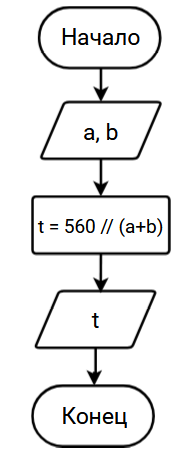 Начало
a, b
t = 560 // (a+b)
t
Конец